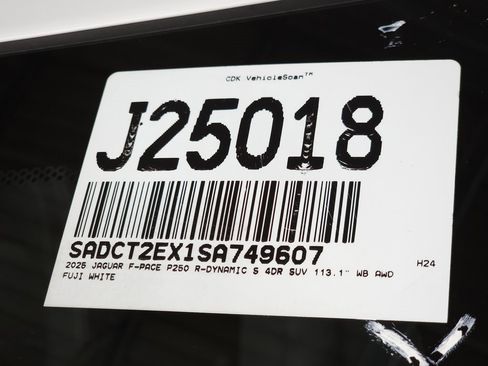 CDK VehicleScan™
J25018
SADCT2EX1SA749607
2025 JAGUAR F-PACE P250 R-DYNAMIC S 4DR SUV 113.1" WB AWD H24
FUJI WHITE